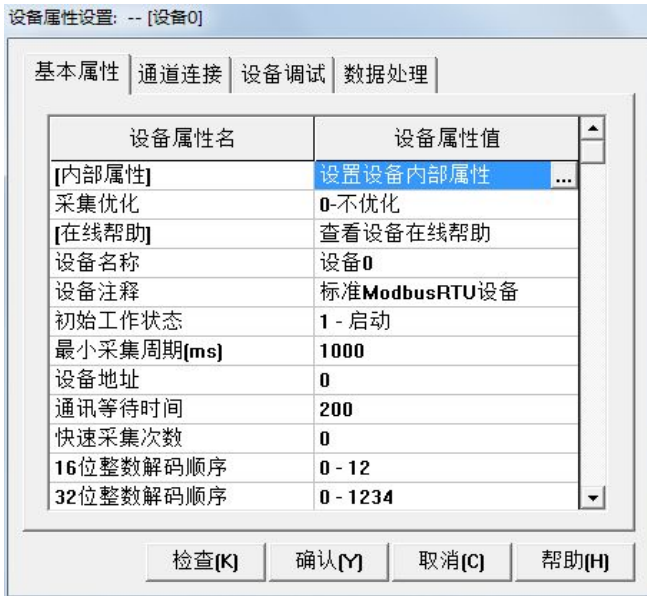 设备属性设置: -- [设备0]
基本属性 通道连接 设备调试 数据处理
设备属性名 设备属性值
[内部属性] 设置设备内部属性 ...
采集优化 0-不优化
[在线帮助] 查看设备在线帮助
设备名称 设备0
设备注释 标准ModbusRTU设备
初始工作状态 1 - 启动
最小采集周期(ms) 1000
设备地址 0
通讯等待时间 200
快速采集次数 0
16位整数解码顺序 0 - 12
32位整数解码顺序 0 - 1234
检查(K) 确认(Y) 取消(C) 帮助(H)